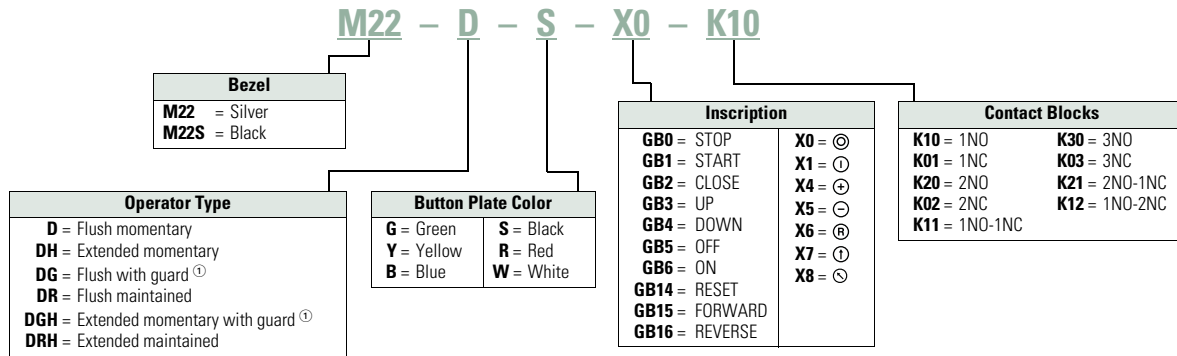 M22 – D – S – X0 – K10
Bezel
M22 = Silver
M22S = Black
Operator Type
D = Flush momentary
DH = Extended momentary
DG = Flush with guard ①
DR = Flush maintained
DGH = Extended momentary with guard ①
DRH = Extended maintained
Button Plate Color
G = Green
Y = Yellow
B = Blue
S = Black
R = Red
W = White
Inscription
GB0 = STOP
GB1 = START
GB2 = CLOSE
GB3 = UP
GB4 = DOWN
GB5 = OFF
GB6 = ON
GB14 = RESET
GB15 = FORWARD
GB16 = REVERSE
X0 = ◎
X1 = ⏼
X4 = ⊕
X5 = ⊖
X6 = Ⓡ
X7 = ↑
X8 = ↖
Contact Blocks
K10 = 1NO
K01 = 1NC
K20 = 2NO
K02 = 2NC
K11 = 1NO-1NC
K30 = 3NO
K03 = 3NC
K21 = 2NO-1NC
K12 = 1NO-2NC